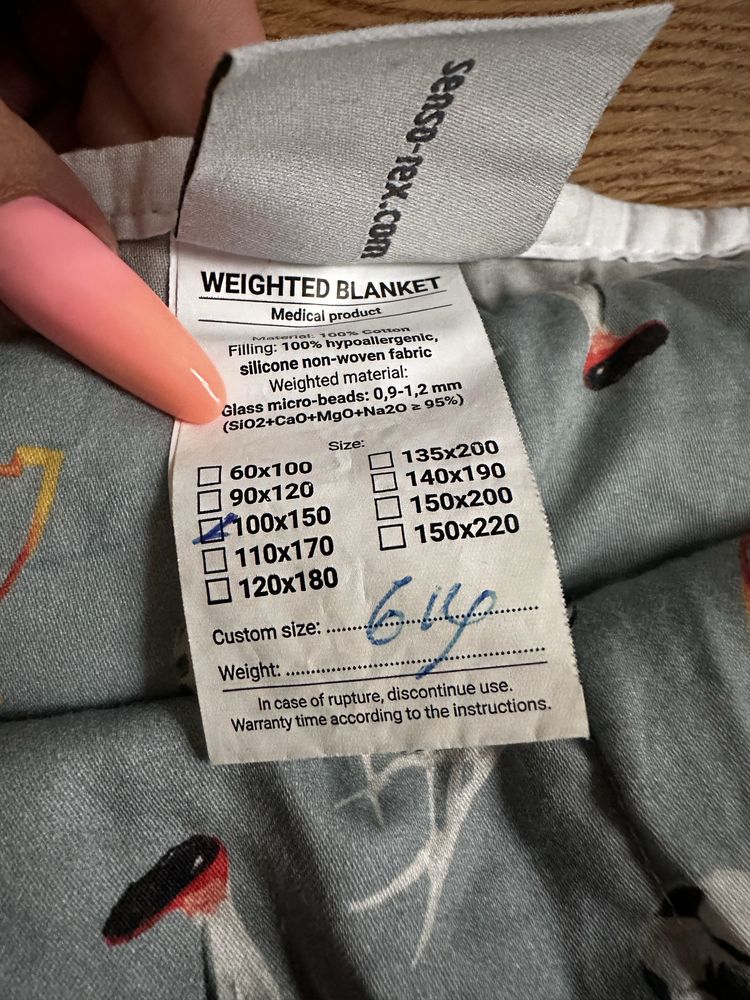 senso-rex.com
WEIGHTED BLANKET
Medical product
Material: 100% Cotton
Filling: 100% hypoallergenic,
silicone non-woven fabric
Weighted material:
Glass micro-beads: 0,9-1,2 mm
(SiO2+CaO+MgO+Na2O ≥ 95%)
Size:
60x100
90x120
100x150
110x170
120x180
135x200
140x190
150x200
150x220
Custom size: 6 kg
Weight:
In case of rupture, discontinue use.
Warranty time according to the instructions.